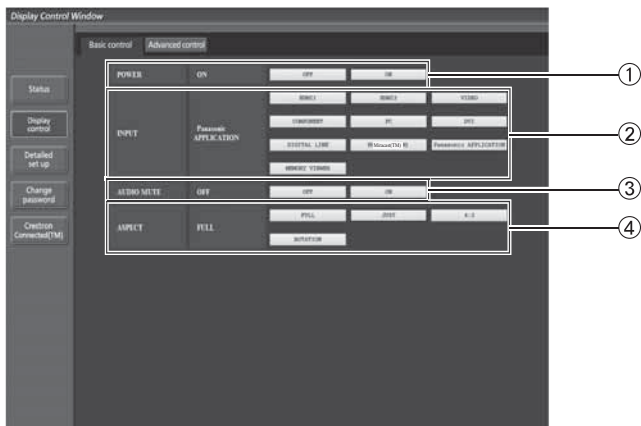 Display Control Window
Basic control Advanced control
Status
Display control
Detailed set up
Change password
Crestron Connected(TM)
POWER ON OFF ON ①
INPUT Panasonic APPLICATION
HDMI1 HDMI2 VIDEO
COMPONENT PC DVI
DIGITAL LINK Miracast(TM) Panasonic APPLICATION
MEMORY VIEWER
②
AUDIO MUTE OFF OFF ON ③
ASPECT FULL
FULL JUST 4:3
ROTATION
④